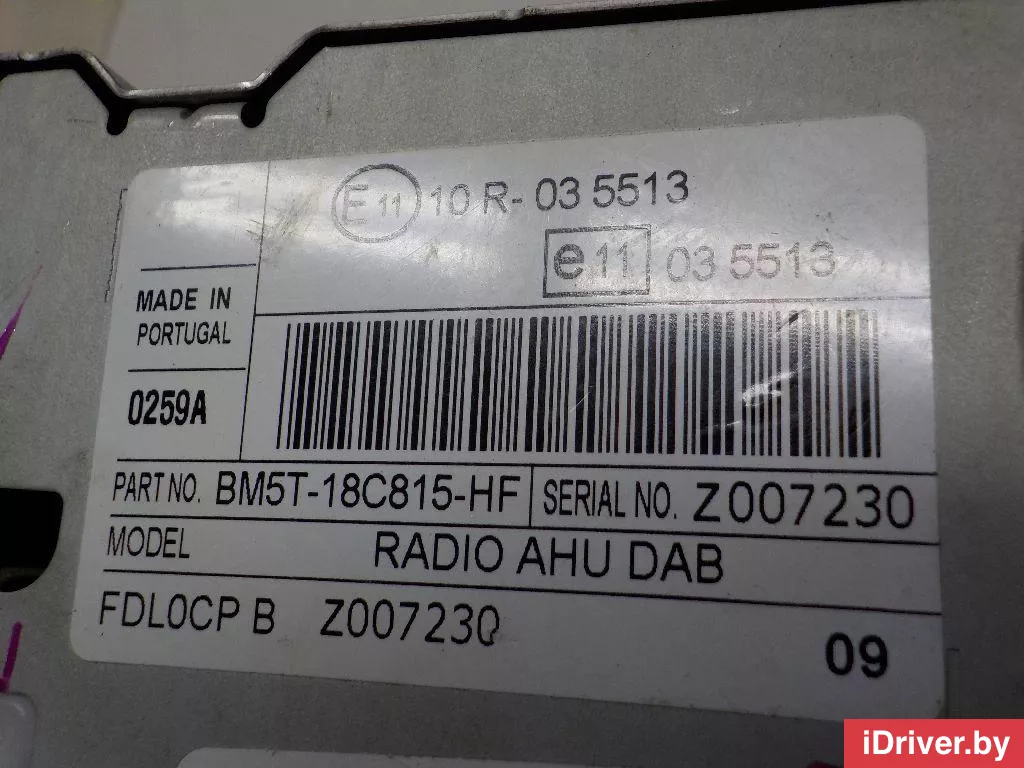 E 11 10 R- 03 5513
e11 03 5513
MADE IN
PORTUGAL
0259A
PART NO. BM5T-18C815-HF SERIAL NO. Z007230
MODEL RADIO AHU DAB
FDL0CP B Z007230
09
iDriver.by